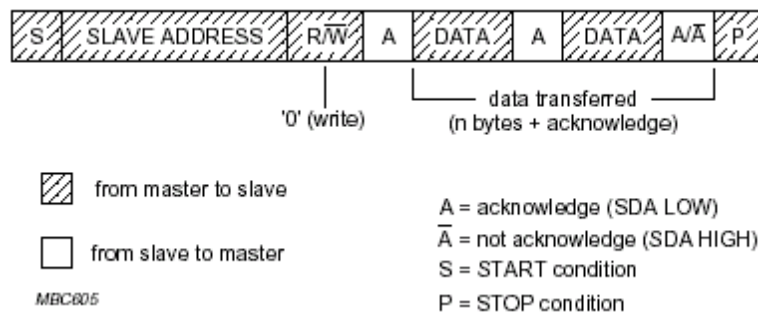 S SLAVE ADDRESS R/W̅ A DATA A DATA A/A̅ P
'0' (write)
data transferred
(n bytes + acknowledge)
from master to slave
from slave to master
A = acknowledge (SDA LOW)
A̅ = not acknowledge (SDA HIGH)
S = START condition
P = STOP condition
MBC605